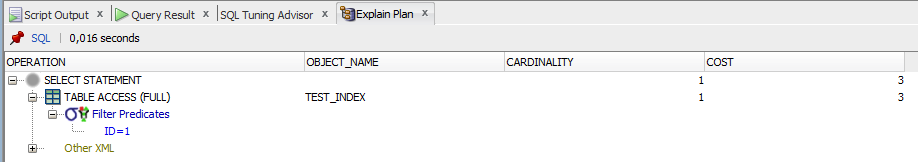 Script Output x Query Result x SQL Tuning Advisor x Explain Plan x
SQL | 0,016 seconds
OPERATION OBJECT_NAME CARDINALITY COST
SELECT STATEMENT 1 3
TABLE ACCESS (FULL) TEST_INDEX 1 3
Filter Predicates
ID=1
Other XML